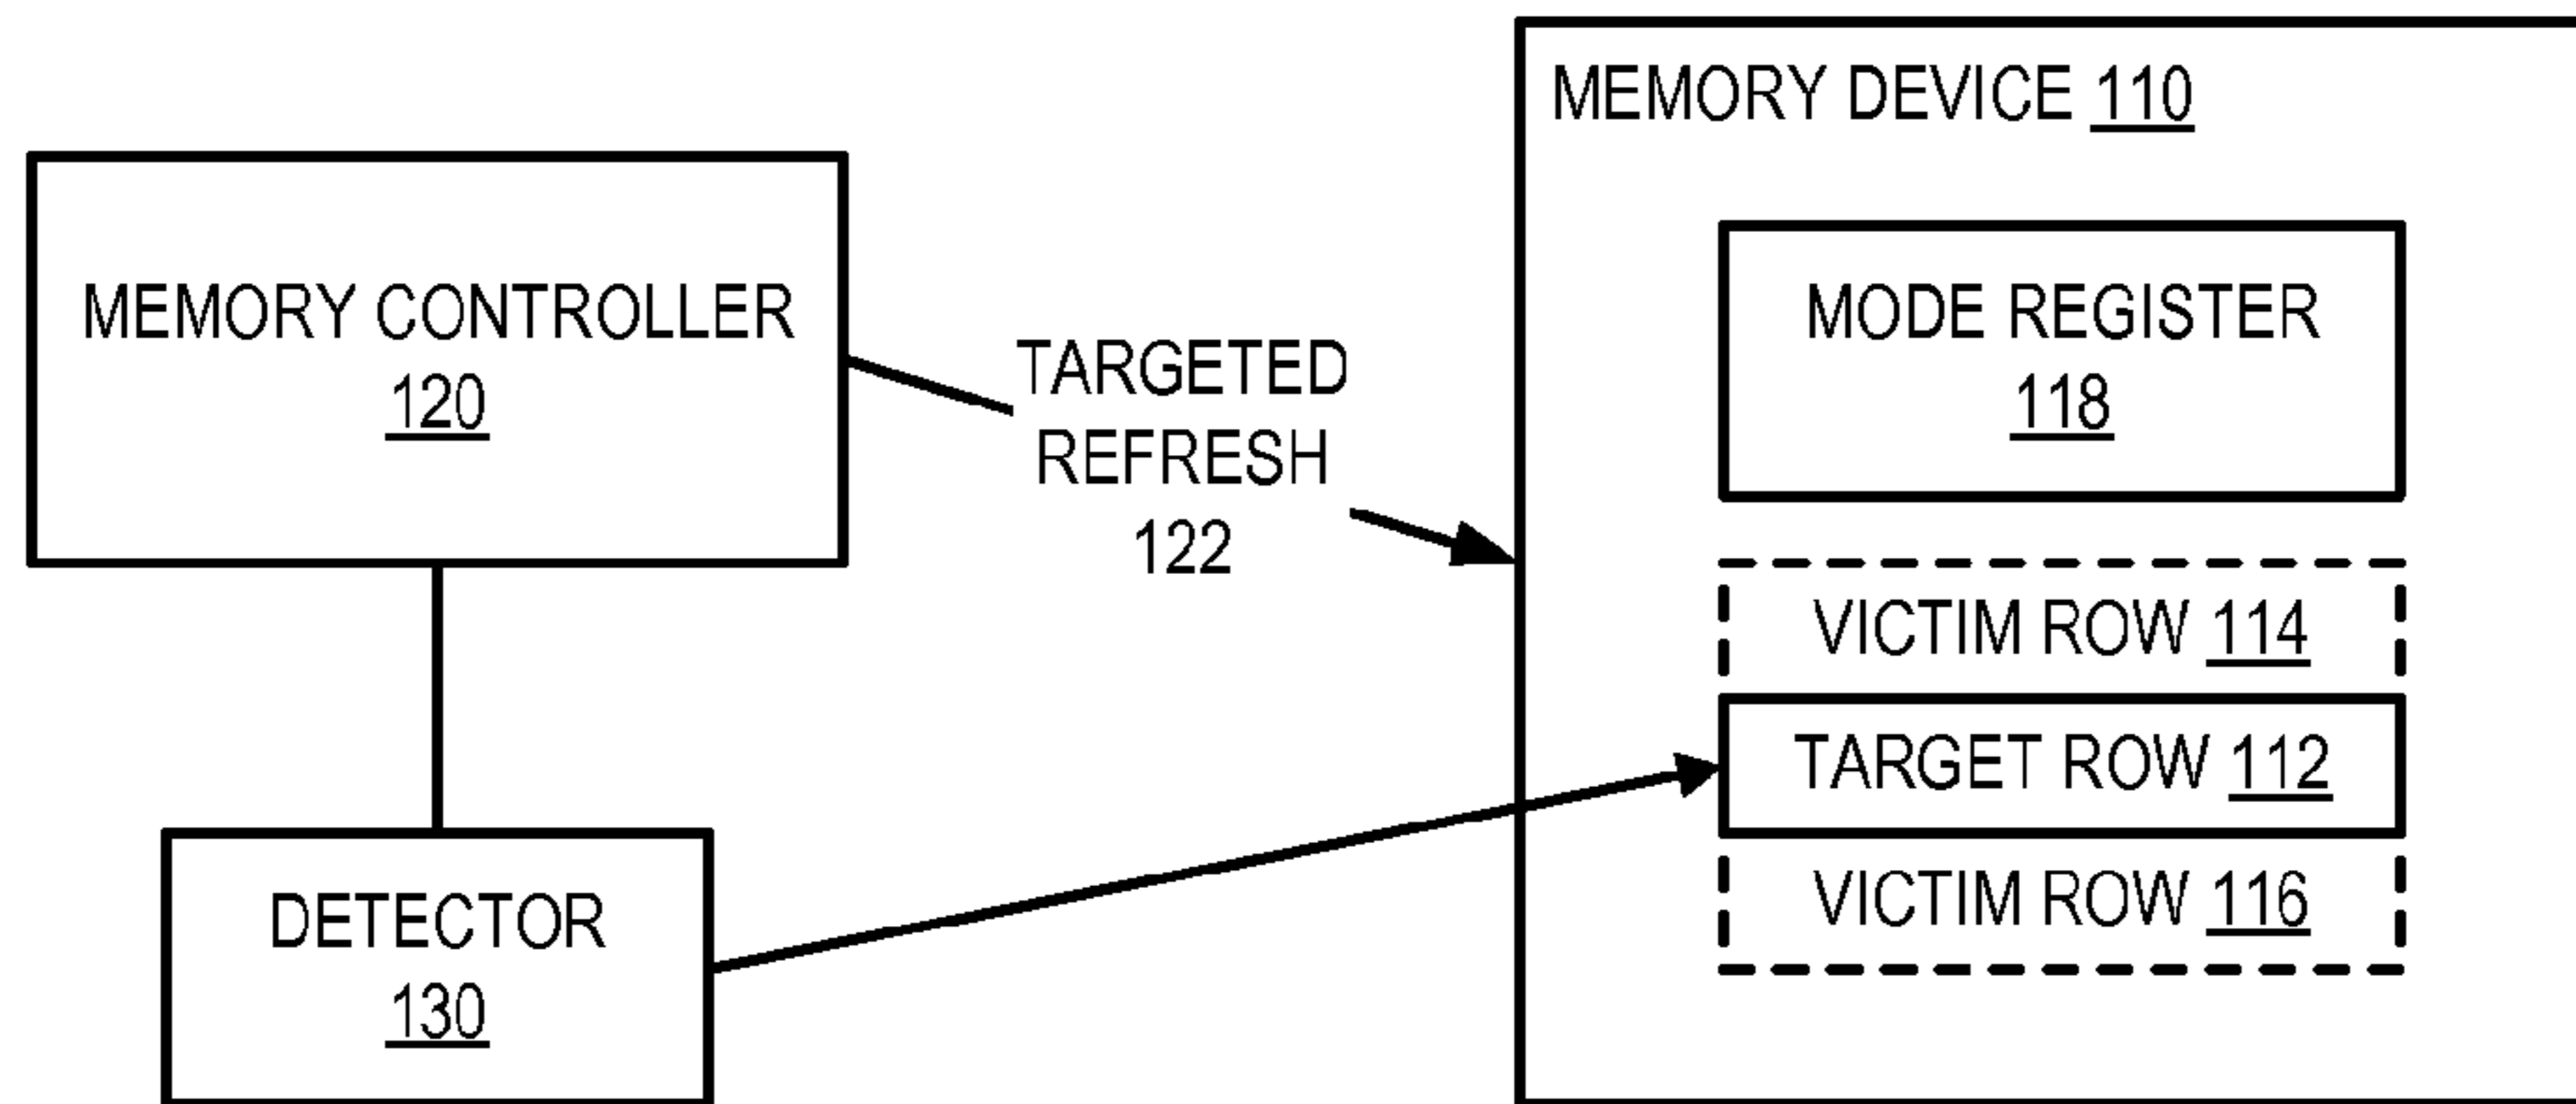 MEMORY DEVICE 110
MEMORY CONTROLLER
120
TARGETED
REFRESH
122
MODE REGISTER
118
VICTIM ROW 114
TARGET ROW 112
VICTIM ROW 116
DETECTOR
130